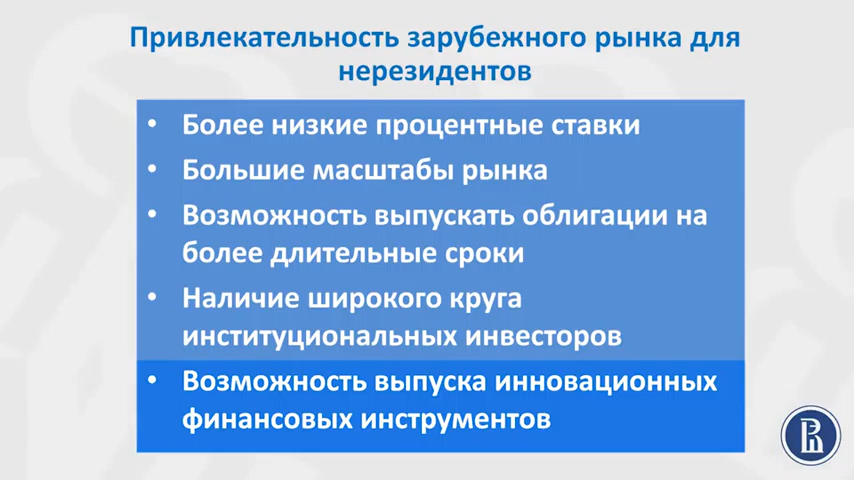 Привлекательность зарубежного рынка для
нерезидентов
• Более низкие процентные ставки
• Большие масштабы рынка
• Возможность выпускать облигации на
более длительные сроки
• Наличие широкого круга
институциональных инвесторов
• Возможность выпуска инновационных
финансовых инструментов